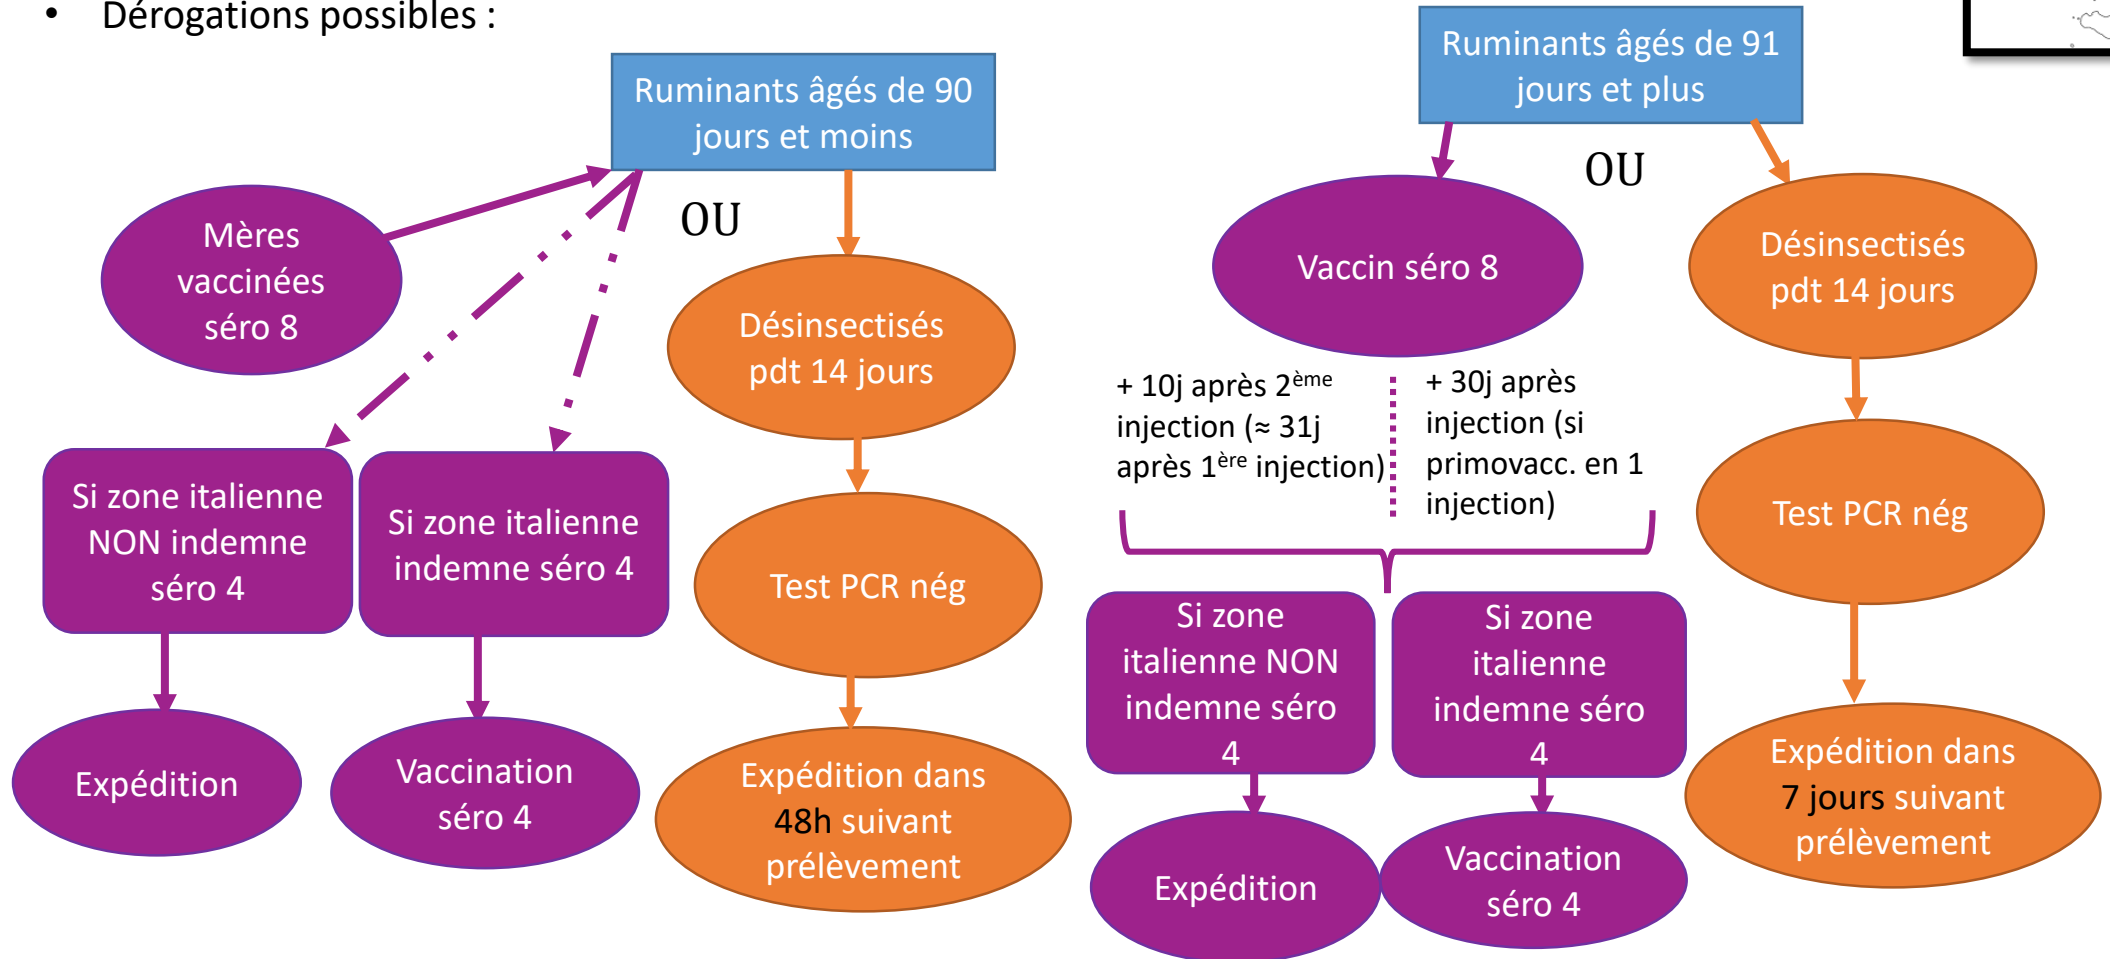 • Dérogations possibles :
Ruminants âgés de 90
jours et moins
OU
Mères
vaccinées
séro 8
Désinsectisés
pdt 14 jours
Si zone italienne
NON indemne
séro 4
Si zone italienne
indemne séro 4
Test PCR nég
Expédition
Vaccination
séro 4
Expédition dans
48h suivant
prélèvement
Ruminants âgés de 91
jours et plus
OU
Vaccin séro 8
Désinsectisés
pdt 14 jours
+ 10j après 2ème
injection (≈ 31j
après 1ère injection)
+ 30j après
injection (si
primovacc. en 1
injection)
Test PCR nég
Si zone
italienne NON
indemne séro
4
Si zone
italienne
indemne séro
4
Expédition
Vaccination
séro 4
Expédition dans
7 jours suivant
prélèvement